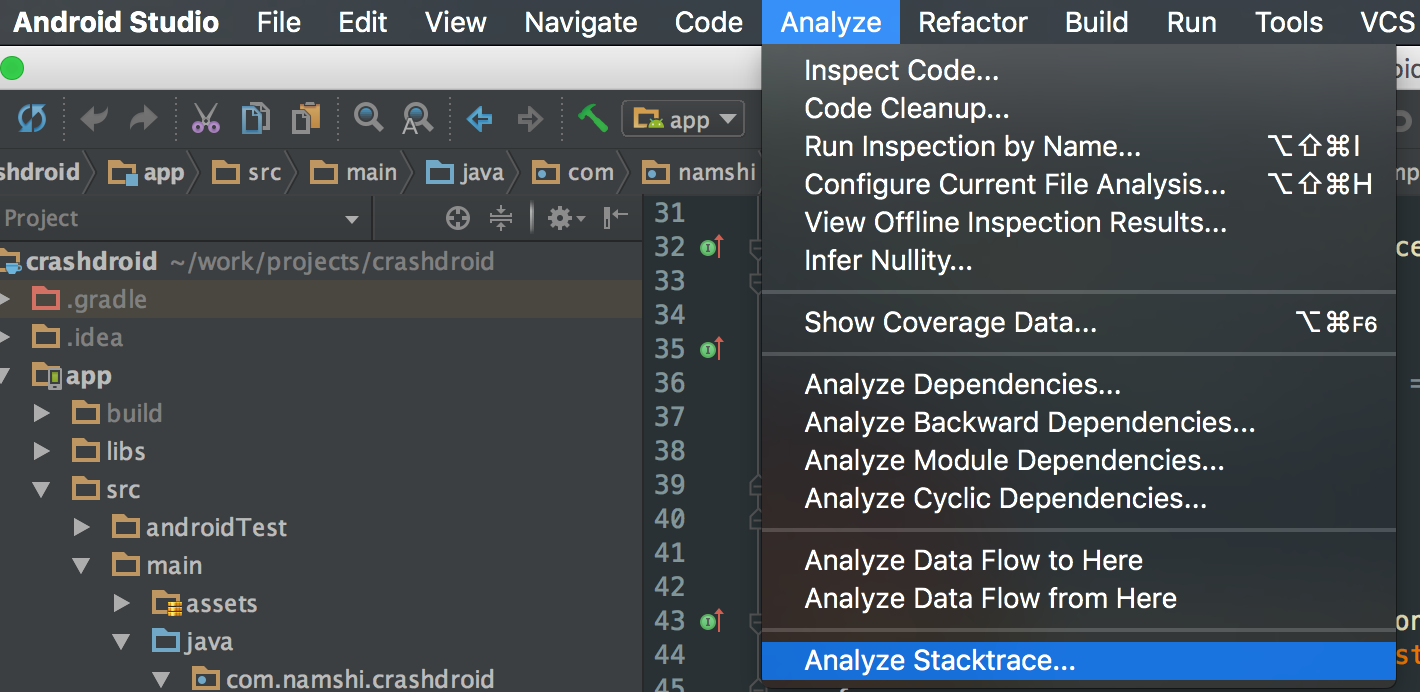 Android Studio File Edit View Navigate Code Analyze Refactor Build Run Tools VCS
Inspect Code...
Code Cleanup...
Run Inspection by Name... ⌥⇧⌘I
Configure Current File Analysis... ⌥⇧⌘H
View Offline Inspection Results...
Infer Nullity...
Show Coverage Data... ⌥⌘F6
Analyze Dependencies...
Analyze Backward Dependencies...
Analyze Module Dependencies...
Analyze Cyclic Dependencies...
Analyze Data Flow to Here
Analyze Data Flow from Here
Analyze Stacktrace...
app
shdroid app src main java com namshi
Project
crashdroid ~/work/projects/crashdroid
.gradle
.idea
app
build
libs
src
androidTest
main
assets
java
com.namshi.crashdroid
31
32
33
34
35
36
37
38
39
40
41
42
43
44
45